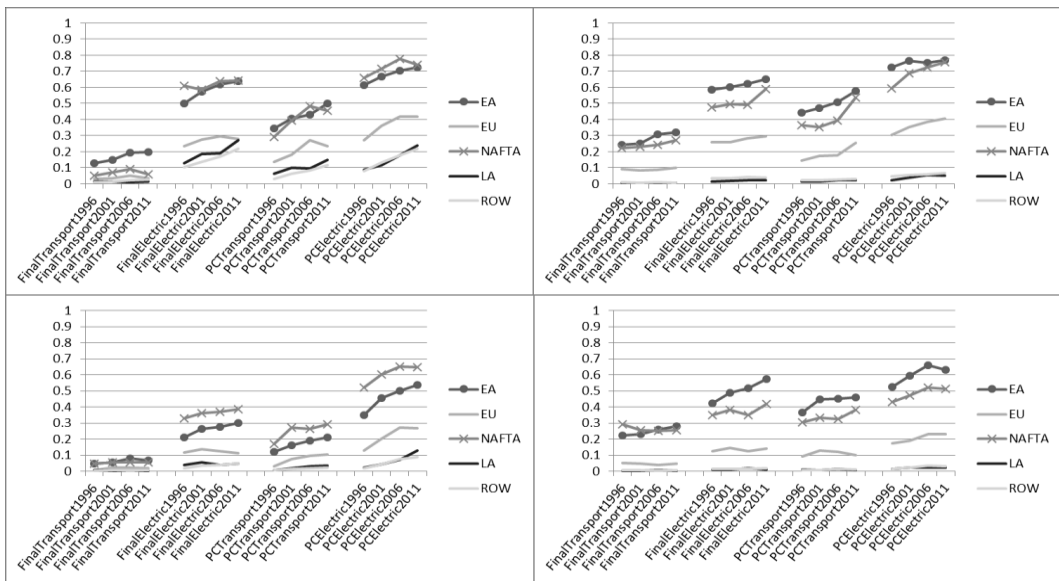 1
0.9
0.8
0.7
0.6
0.5
0.4
0.3
0.2
0.1
0
FinalTransport1996
FinalTransport2001
FinalTransport2006
FinalTransport2011
FinalElectric1996
FinalElectric2001
FinalElectric2006
FinalElectric2011
PCTransport1996
PCTransport2001
PCTransport2006
PCTransport2011
PCElectric1996
PCElectric2001
PCElectric2006
PCElectric2011
EA
EU
NAFTA
LA
ROW
1
0.9
0.8
0.7
0.6
0.5
0.4
0.3
0.2
0.1
0
FinalTransport1996
FinalTransport2001
FinalTransport2006
FinalTransport2011
FinalElectric1996
FinalElectric2001
FinalElectric2006
FinalElectric2011
PCTransport1996
PCTransport2001
PCTransport2006
PCTransport2011
PCElectric1996
PCElectric2001
PCElectric2006
PCElectric2011
EA
EU
NAFTA
LA
ROW
1
0.9
0.8
0.7
0.6
0.5
0.4
0.3
0.2
0.1
0
FinalTransport1996
FinalTransport2001
FinalTransport2006
FinalTransport2011
FinalElectric1996
FinalElectric2001
FinalElectric2006
FinalElectric2011
PCTransport1996
PCTransport2001
PCTransport2006
PCTransport2011
PCElectric1996
PCElectric2001
PCElectric2006
PCElectric2011
EA
EU
NAFTA
LA
ROW
1
0.9
0.8
0.7
0.6
0.5
0.4
0.3
0.2
0.1
0
FinalTransport1996
FinalTransport2001
FinalTransport2006
FinalTransport2011
FinalElectric1996
FinalElectric2001
FinalElectric2006
FinalElectric2011
PCTransport1996
PCTransport2001
PCTransport2006
PCTransport2011
PCElectric1996
PCElectric2001
PCElectric2006
PCElectric2011
EA
EU
NAFTA
LA
ROW